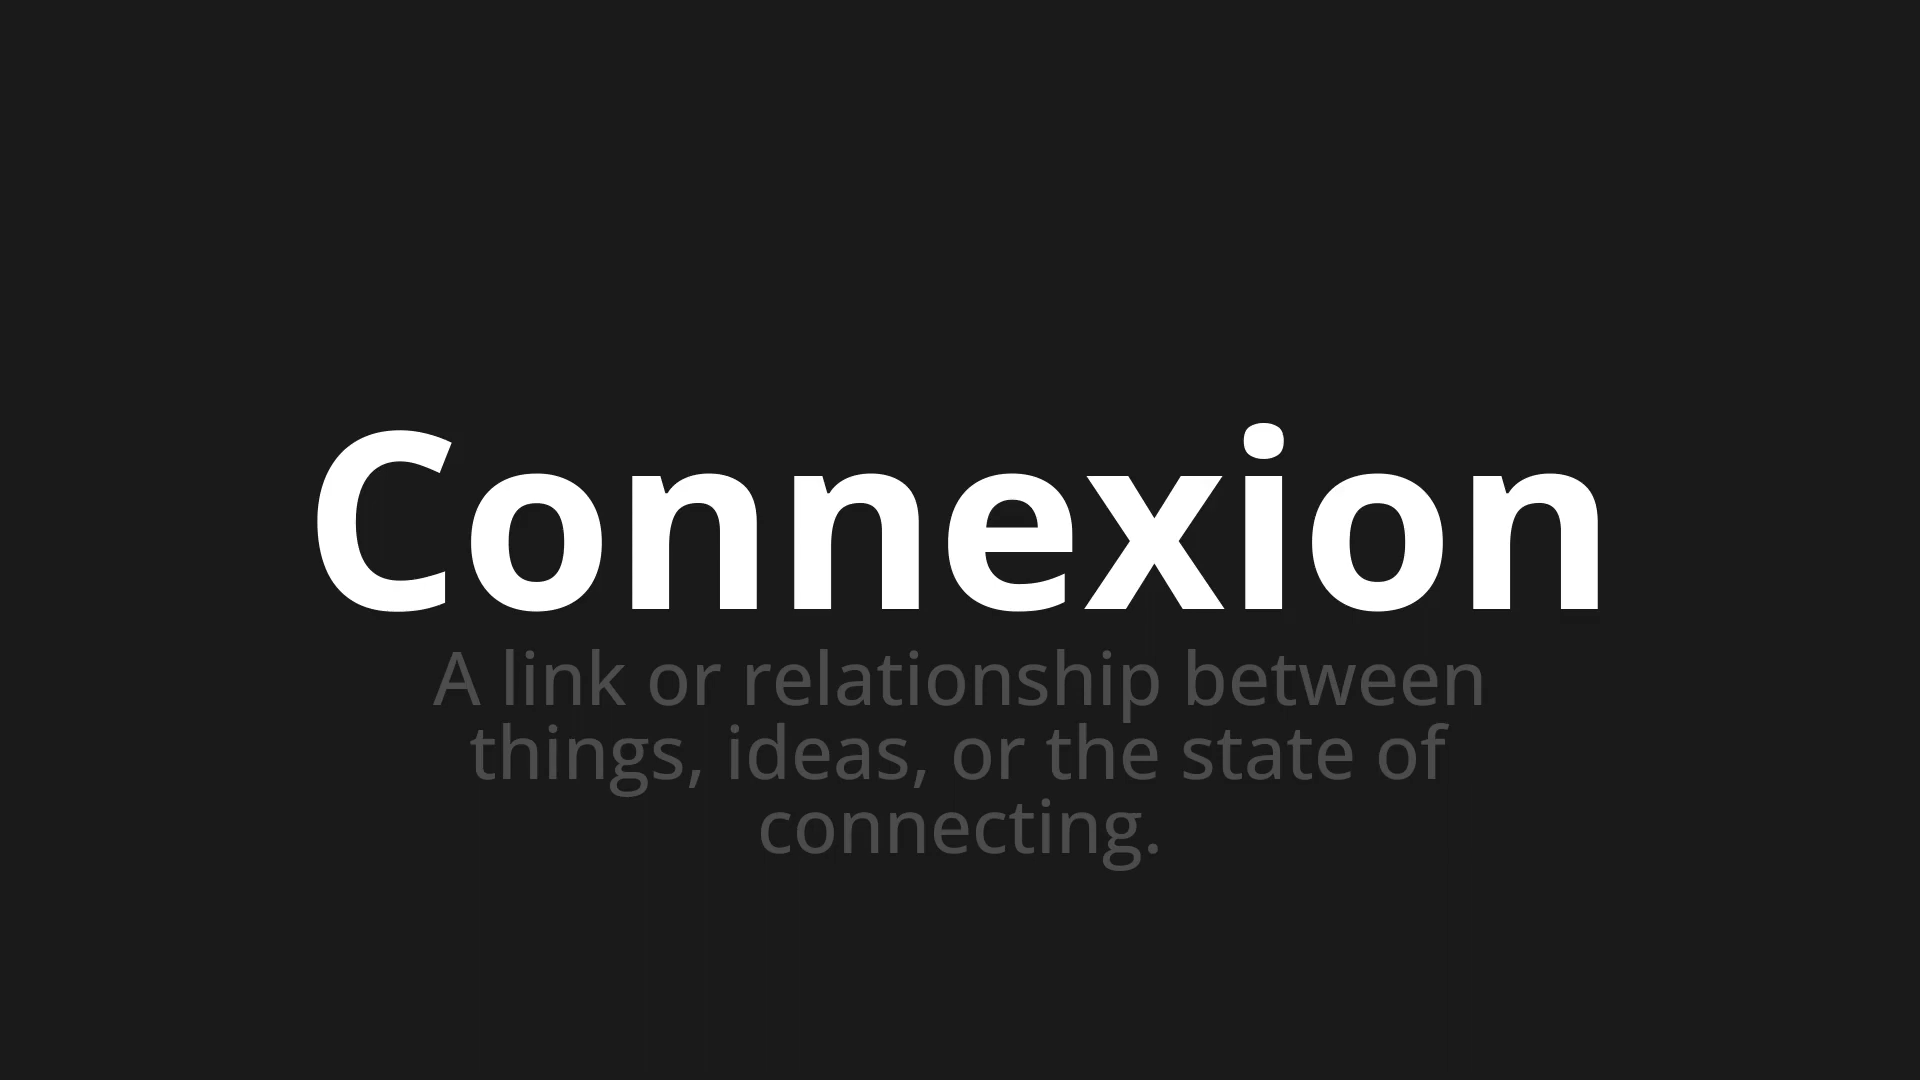 Connexion
A link or relationship between
things, ideas, or the state of
connecting.